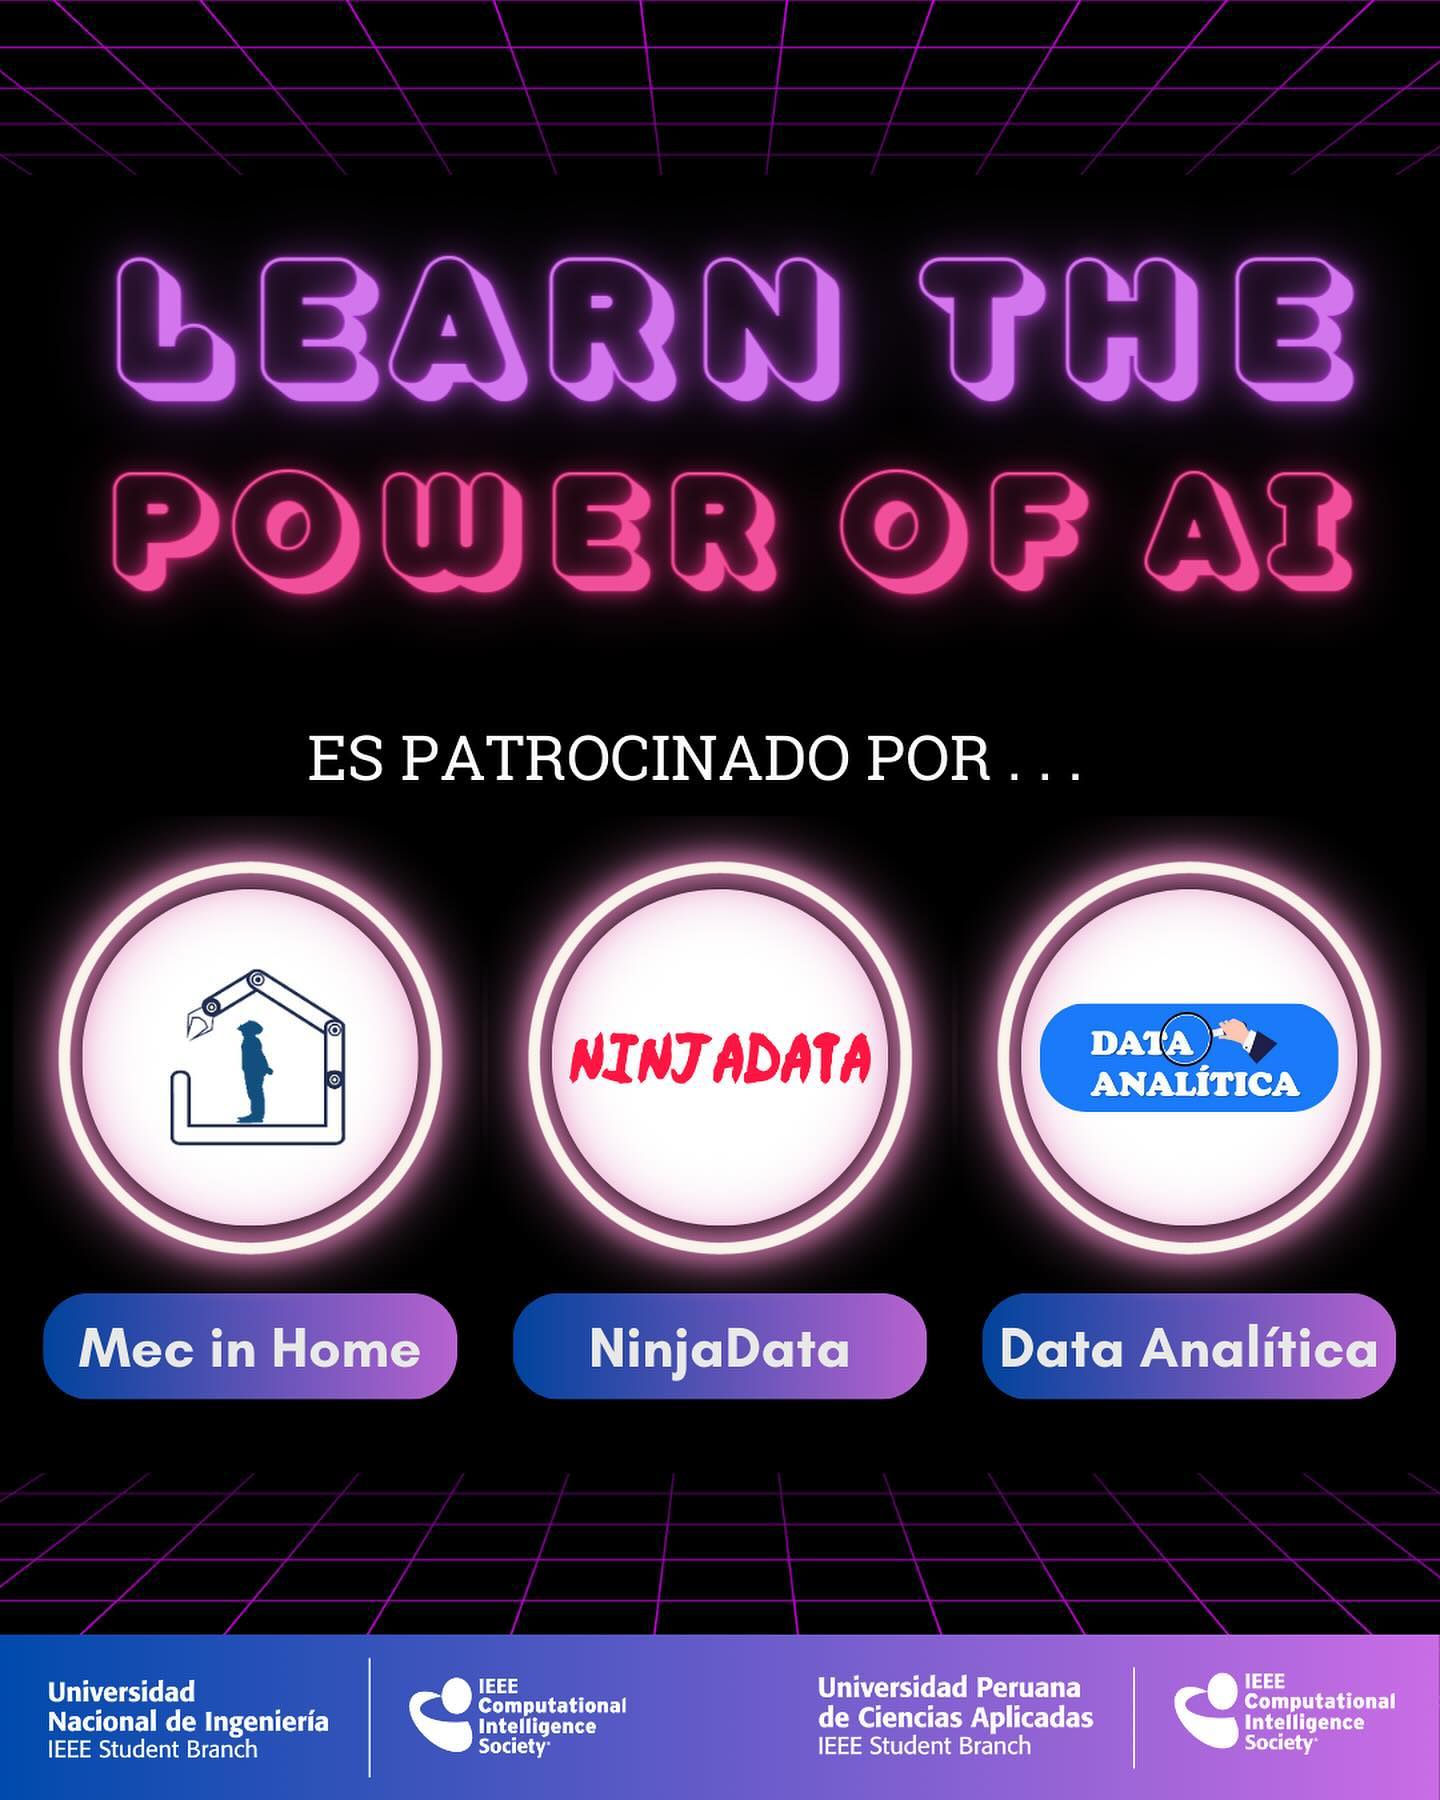 LEARN THE
POWER OF AI
ES PATROCINADO POR . . .
NINJADATA
DATA
ANALÍTICA
Mec in Home
NinjaData
Data Analítica
Universidad
Nacional de Ingeniería
IEEE Student Branch
IEEE
Computational
Intelligence
Society
Universidad Peruana
de Ciencias Aplicadas
IEEE Student Branch
IEEE
Computational
Intelligence
Society